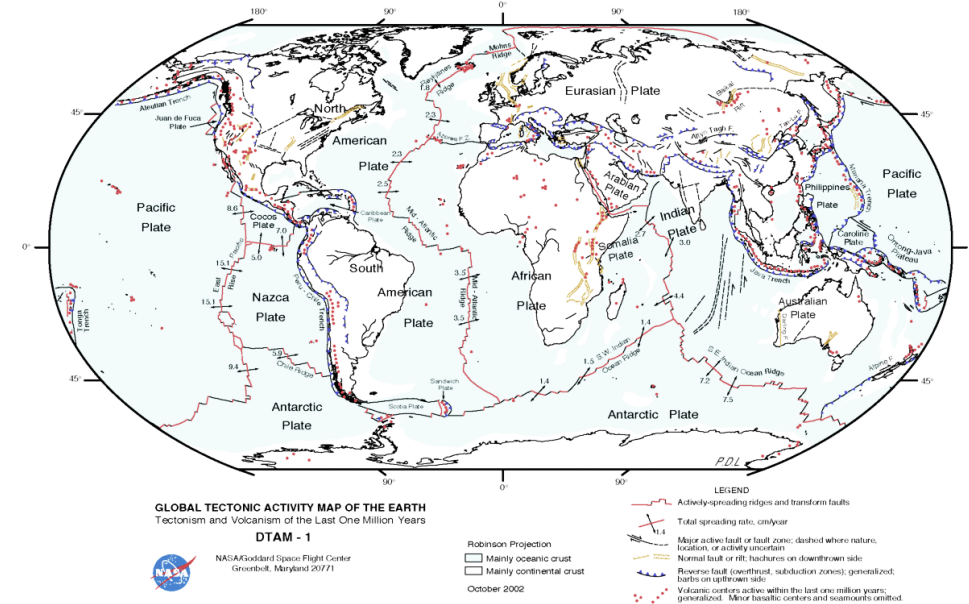 180° 90° 0° 90° 180°
Mohns
Ridge
Reykjanes
Ridge
1.8
Eurasian Plate
Baikal
Rift
Aleutian Trench
North
45°
45°
Juan de Fuca
Plate
2.3
Azores F.Z.
American
Plate
2.3
2.5
Arabian
Plate
Philippines
Plate
Mariana Trench
Pacific
Plate
Pacific
Plate
8.6
Cocos
Plate
7.0
5.0
Caribbean
Plate
Mid-Atlantic
Ridge
Indian
Plate
2.7
3.0
Somalia
Plate
Caroline
Plate
Ontong-Java
Plateau
0°
0°
East Pacific
Rise
15.1
15.1
South
American
Plate
Nazca
Plate
Peru - Chile Trench
3.5
3.5
Mid-Atlantic
Ridge
African
Plate
4.4
Java Trench
Australian
Plate
Darling F.
Tonga
Trench
1.4
1.5
S.W. Indian
Ocean Ridge
S.E. Indian Ocean Ridge
7.2
7.5
Alpine F.
5.9
Chile Ridge
9.4
1.4
45°
45°
Sandwich
Plate
Scotia Plate
Antarctic
Plate
Antarctic Plate
P.D.L
90° 0° 90°
GLOBAL TECTONIC ACTIVITY MAP OF THE EARTH
Tectonism and Volcanism of the Last One Million Years
DTAM - 1
NASA
NASA/Goddard Space Flight Center
Greenbelt, Maryland 20771
Robinson Projection
Mainly oceanic crust
Mainly continental crust
October 2002
LEGEND
Actively-spreading ridges and transform faults
Total spreading rate, cm/year
1.4
Major active fault or fault zone; dashed where nature,
location, or activity uncertain
Normal fault or rift; hachures on downthrown side
Reverse fault (overthrust, subduction zones); generalized;
barbs on upthrown side
Volcanic centers active within the last one million years;
generalized. Minor basaltic centers and seamounts omitted.